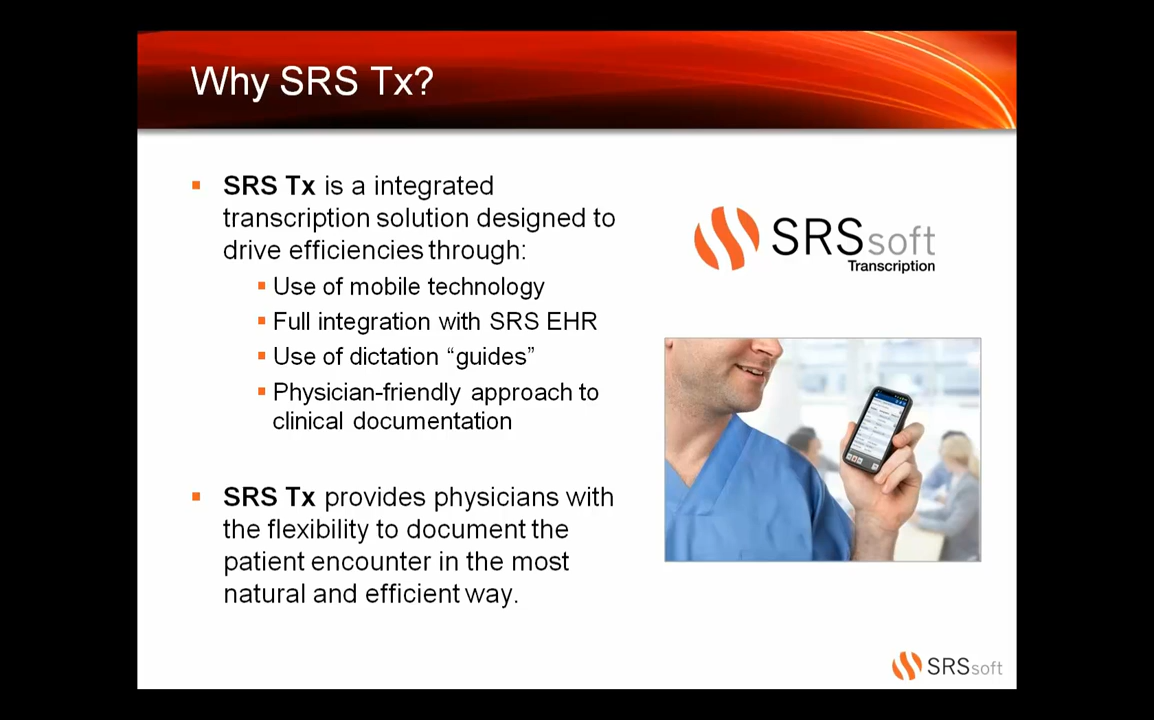 Why SRS Tx?
▪ SRS Tx is a integrated
transcription solution designed to
drive efficiencies through:
▪ Use of mobile technology
▪ Full integration with SRS EHR
▪ Use of dictation “guides”
▪ Physician-friendly approach to
clinical documentation
▪ SRS Tx provides physicians with
the flexibility to document the
patient encounter in the most
natural and efficient way.
SRSsoft
Transcription
SRSsoft